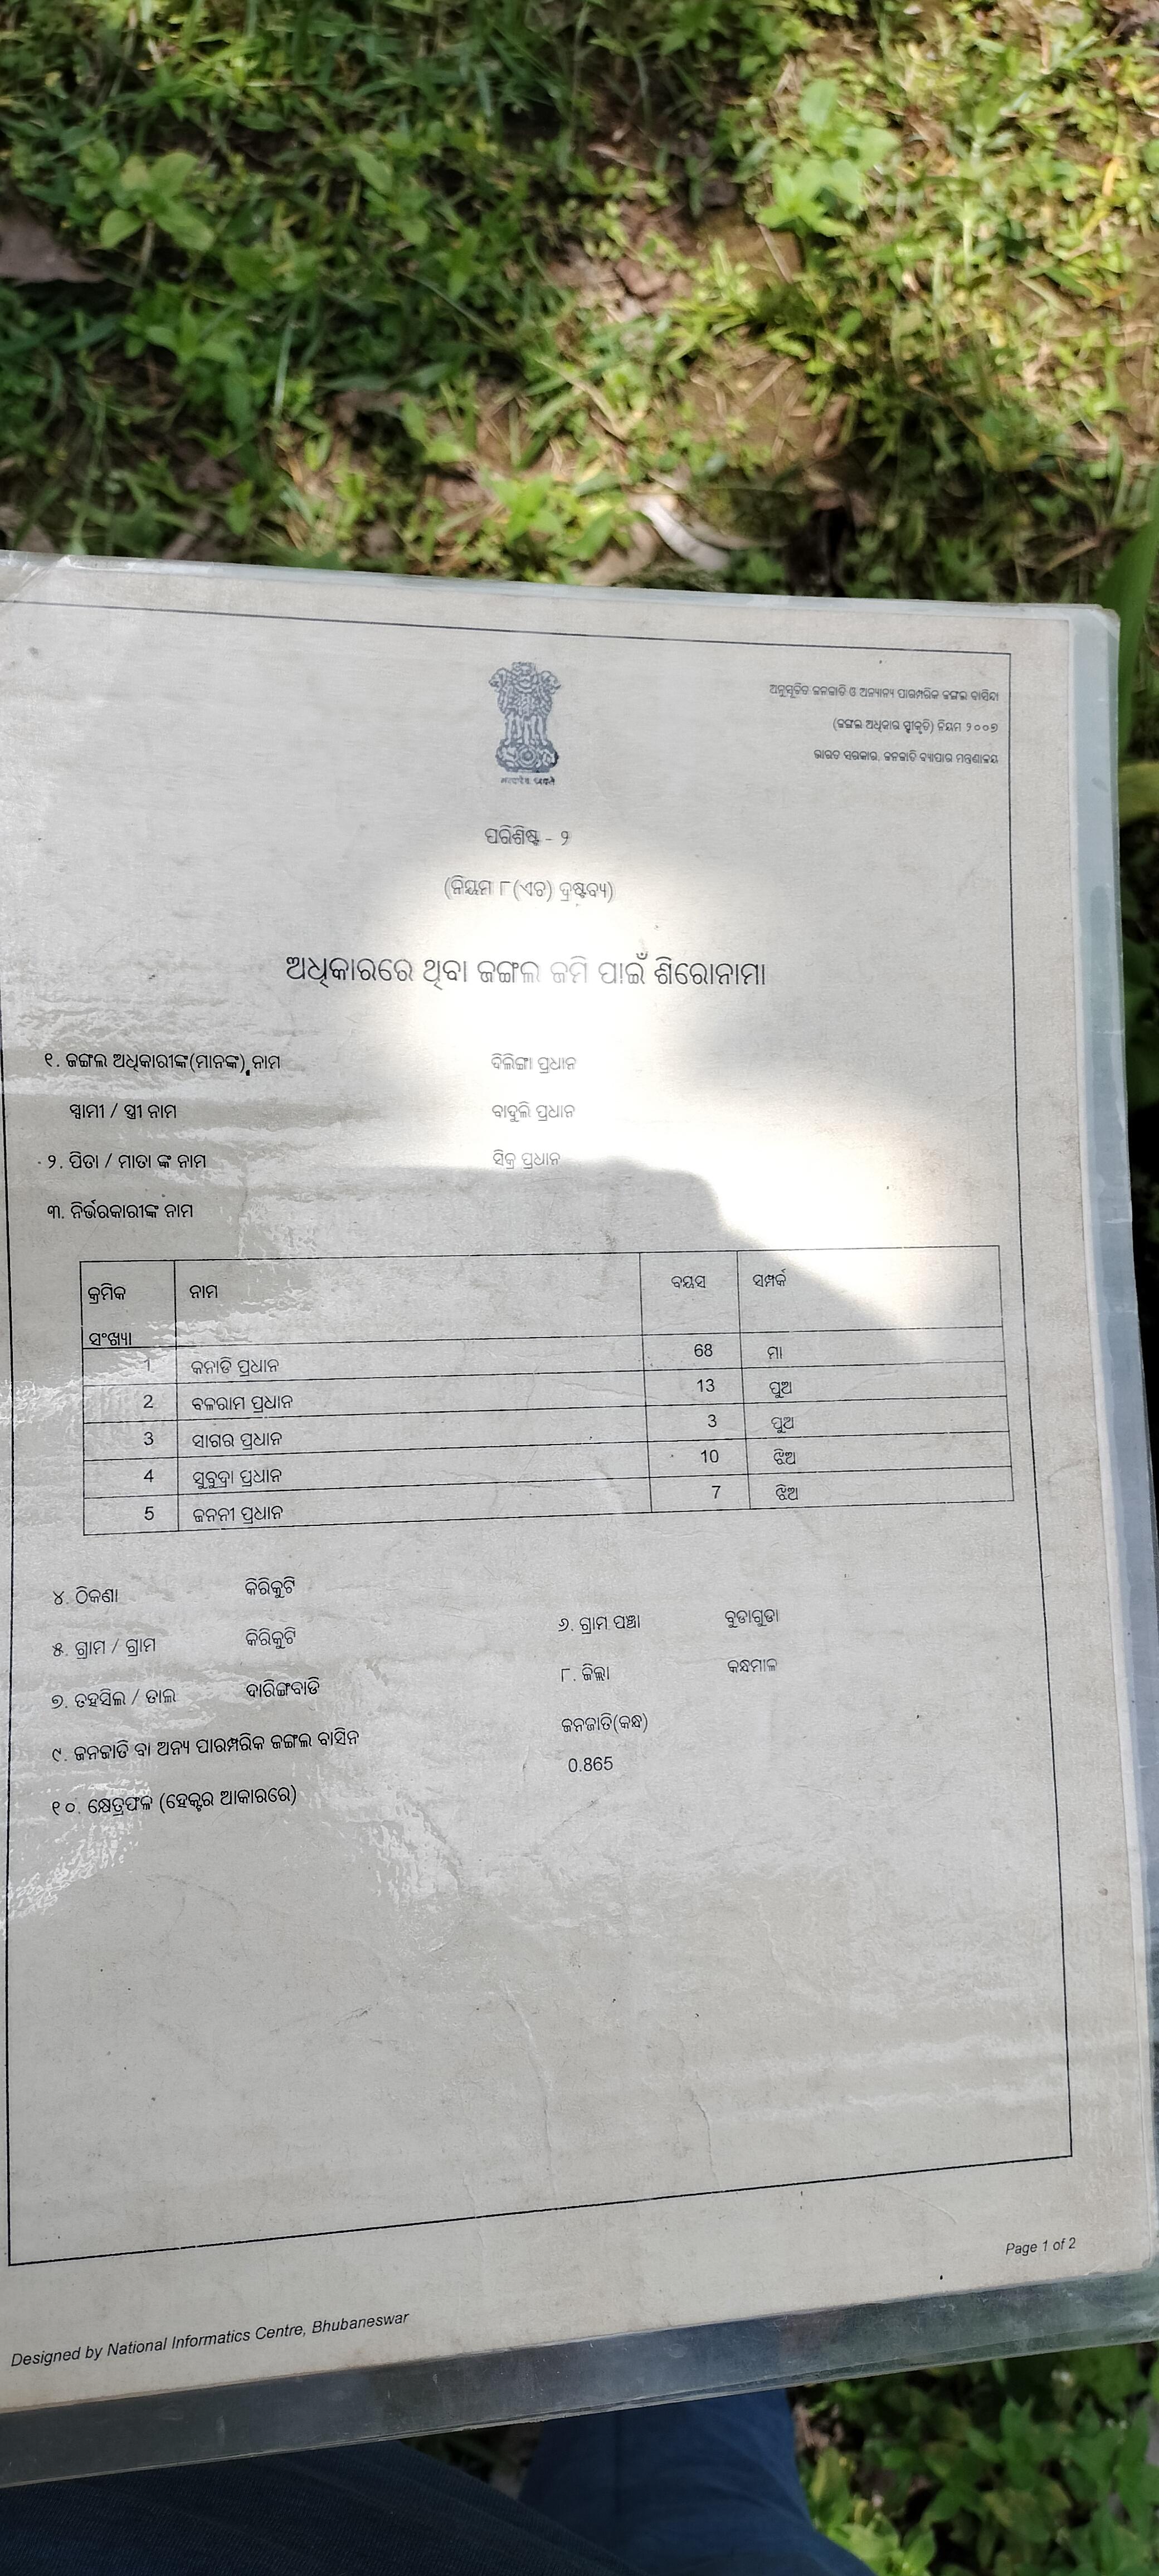 ଅନୁସୂଚିତ ଜନଜାତି ଓ ଅନ୍ୟାନ୍ୟ ପାରମ୍ପରିକ ଜଙ୍ଗଲ ବାସିନ୍ଦା
(ଜଙ୍ଗଲ ଅଧିକାର ସ୍ବୀକୃତି) ନିୟମ ୨୦୦୭
ଭାରତ ସରକାର, ଜନଜାତି ବ୍ୟାପାର ମନ୍ତ୍ରଣାଳୟ
ପରିଶିଷ୍ଟ - ୨
(ନିୟମ ୮(ଏଚ) ଦ୍ରଷ୍ଟବ୍ୟ)
ଅଧିକାରରେ ଥିବା ଜଙ୍ଗଲ ଜମି ପାଇଁ ଶିରୋନାମା
୧. ଜଙ୍ଗଲ ଅଧିକାରୀଙ୍କ(ମାନଙ୍କ) ନାମ ଦିଲିଙ୍ଗା ପ୍ରଧାନ
ସ୍ବାମୀ / ସ୍ତ୍ରୀ ନାମ ବାଦୁଲି ପ୍ରଧାନ
୨. ପିତା / ମାତା ଙ୍କ ନାମ ସିକ୍ର ପ୍ରଧାନ
୩. ନିର୍ଭରକାରୀଙ୍କ ନାମ
କ୍ରମିକ ସଂଖ୍ୟା ନାମ ବୟସ ସମ୍ପର୍କ
1 କନାଡି ପ୍ରଧାନ 68 ମା
2 ବଳରାମ ପ୍ରଧାନ 13 ପୁଅ
3 ସାଗର ପ୍ରଧାନ 3 ପୁଅ
4 ସୁବୁଦ୍ରା ପ୍ରଧାନ 10 ଝିଅ
5 ଜନନୀ ପ୍ରଧାନ 7 ଝିଅ
୪. ଠିକଣା କିରିକୁଟି
୫. ଗ୍ରାମ / ଗ୍ରାମ କିରିକୁଟି ୬. ଗ୍ରାମ ପଞ୍ଚା ବୁଡାଗୁଡା
୭. ତହସିଲ / ତାଲ ଦାରିଙ୍ଗବାଡି ୮. ଜିଲ୍ଲା କନ୍ଧମାଳ
୯. ଜନଜାତି ବା ଅନ୍ୟ ପାରମ୍ପରିକ ଜଙ୍ଗଲ ବାସିନ ଜନଜାତି(କନ୍ଧ)
୧୦. କ୍ଷେତ୍ରଫଳ (ହେକ୍ଟର ଆକାରରେ) 0.865
Page 1 of 2
Designed by National Informatics Centre, Bhubaneswar